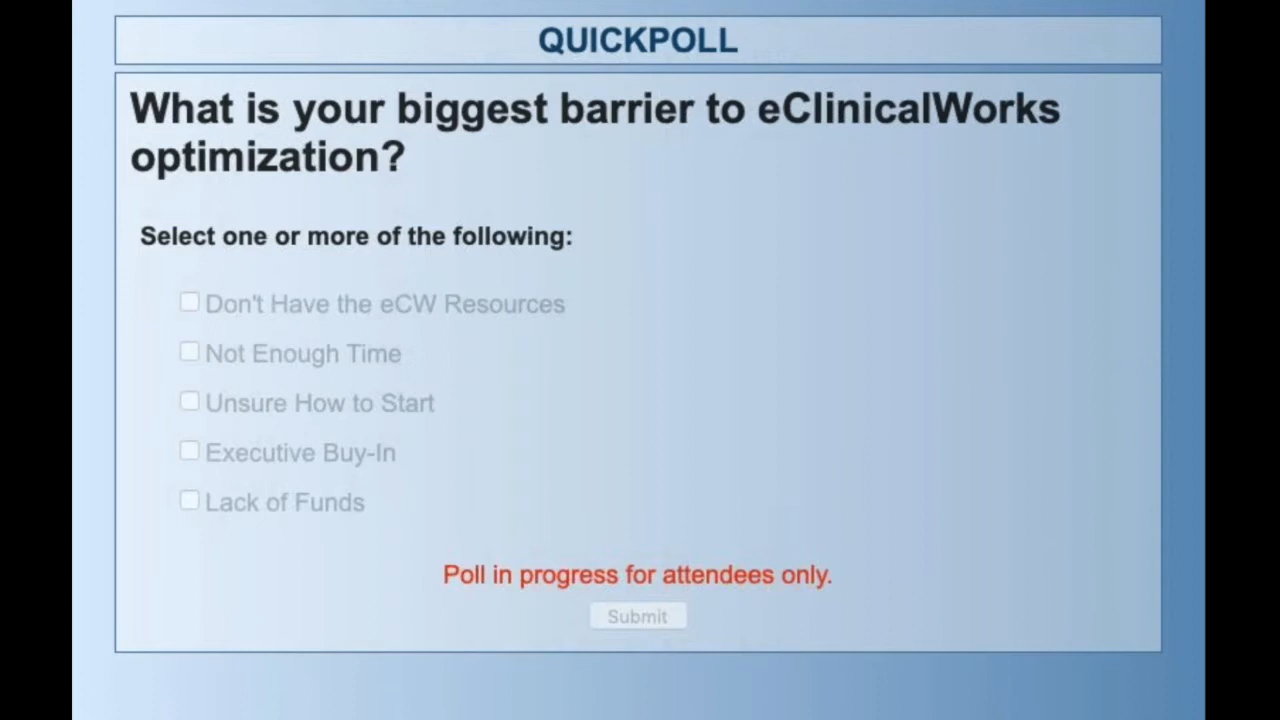 QUICKPOLL
What is your biggest barrier to eClinicalWorks
optimization?
Select one or more of the following:
Don't Have the eCW Resources
Not Enough Time
Unsure How to Start
Executive Buy-In
Lack of Funds
Poll in progress for attendees only.
Submit